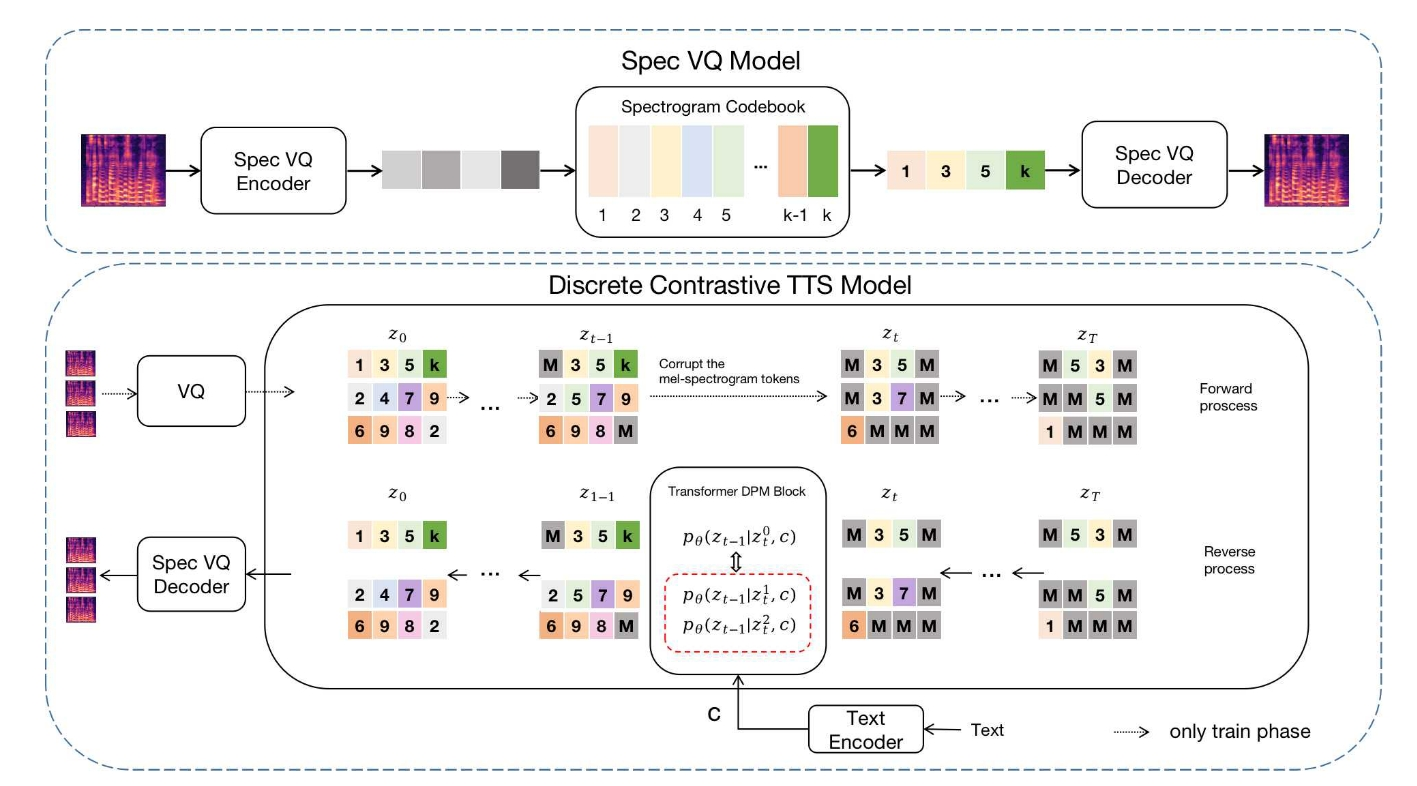 Spec VQ Model
Spectrogram Codebook
Spec VQ
Encoder
...
1 2 3 4 5 k-1 k
1 3 5 k
Spec VQ
Decoder
Discrete Contrastive TTS Model
VQ
z_0
1 3 5 k
2 4 7 9
6 9 8 2
...
z_{t-1}
M 3 5 k
2 5 7 9
6 9 8 M
Corrupt the
mel-spectrogram tokens
z_t
M 3 5 M
M 3 7 M
6 M M M
...
z_T
M 5 3 M
M M 5 M
1 M M M
Forward
proscess
Spec VQ
Decoder
z_0
1 3 5 k
2 4 7 9
6 9 8 2
...
z_{1-1}
M 3 5 k
2 5 7 9
6 9 8 M
Transformer DPM Block
p_θ(z_{t-1}|z_t^0, c)
⇕
p_θ(z_{t-1}|z_t^1, c)
p_θ(z_{t-1}|z_t^2, c)
z_t
M 3 5 M
M 3 7 M
6 M M M
...
z_T
M 5 3 M
M M 5 M
1 M M M
Reverse
process
C
Text
Encoder
Text
only train phase